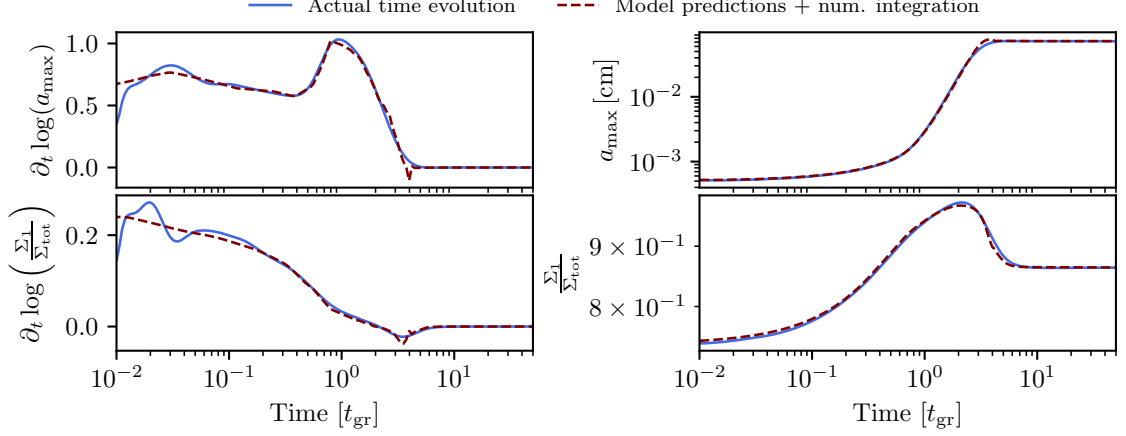 Actual time evolution
Model predictions + num. integration
∂t log(amax)
1.0
0.5
0.0
amax [cm]
10−2
10−3
∂t log (Σ1/Σtot)
0.2
0.0
Σ1/Σtot
9 × 10−1
8 × 10−1
10−2 10−1 100 101
Time [tgr]
10−2 10−1 100 101
Time [tgr]